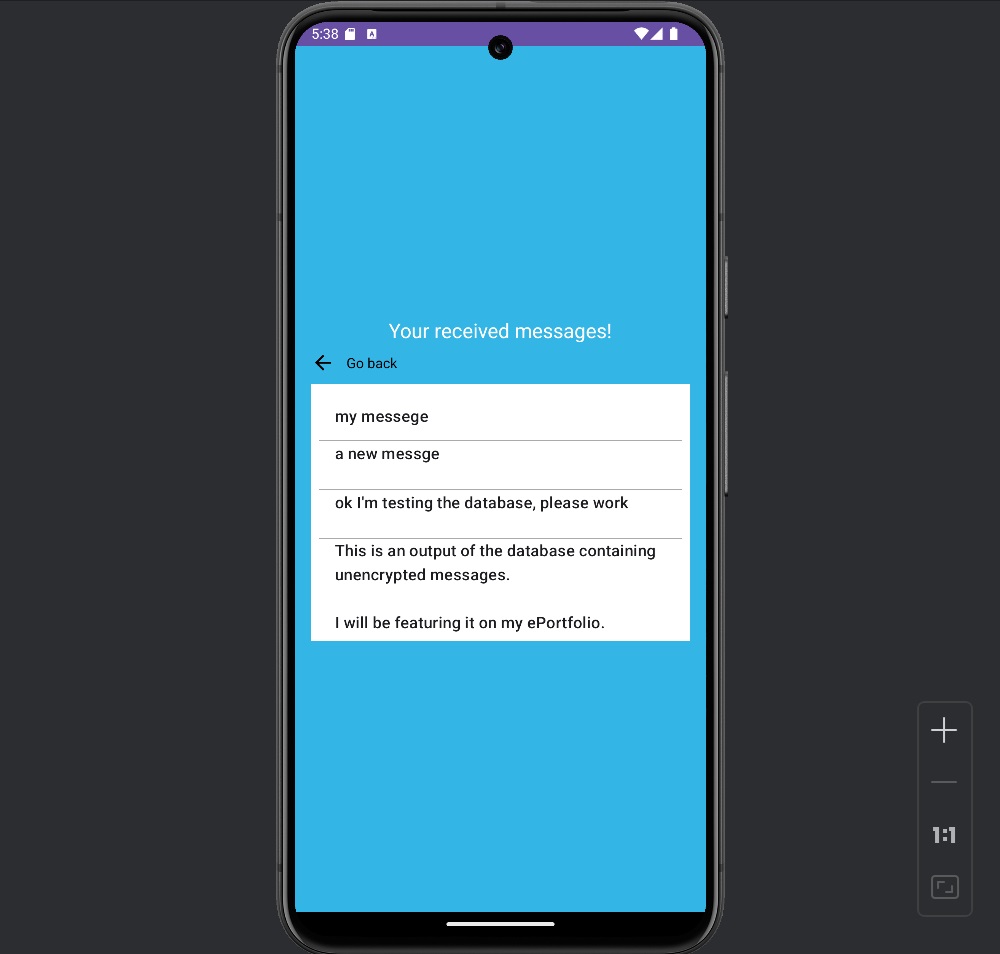 5:38
Your received messages!
Go back
my messege
a new messge
ok I'm testing the database, please work
This is an output of the database containing
unencrypted messages.
I will be featuring it on my ePortfolio.
1:1